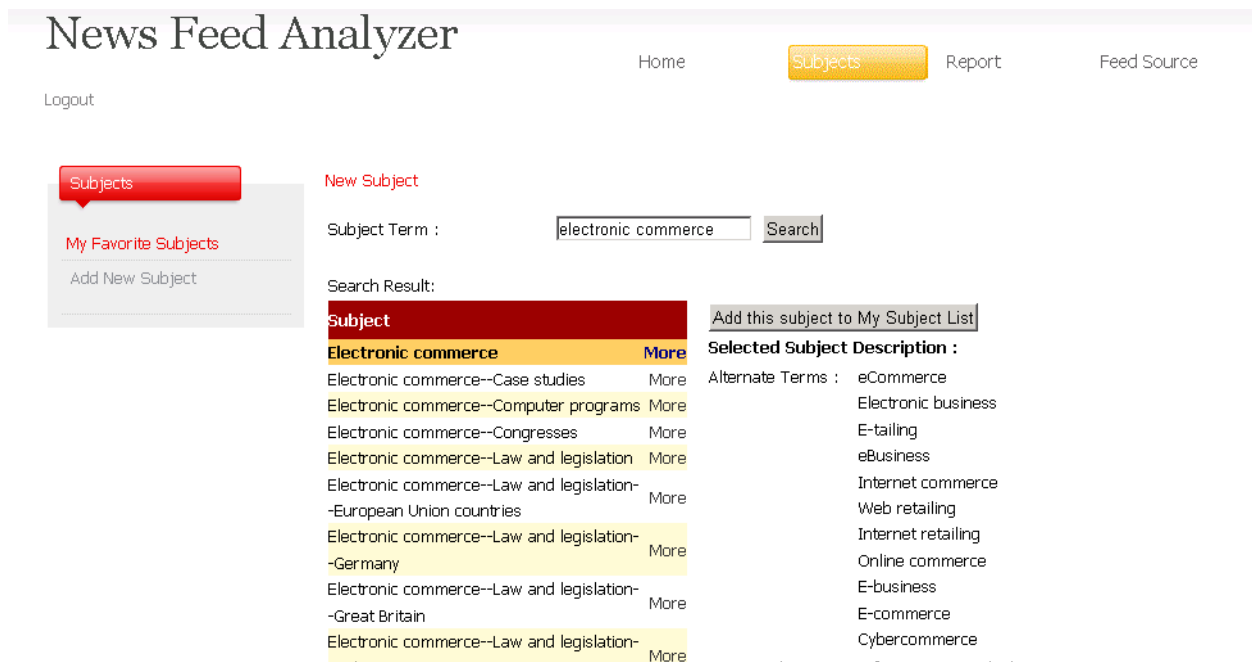 News Feed Analyzer
Home
Subjects
Report
Feed Source
Logout
Subjects
My Favorite Subjects
Add New Subject
New Subject
Subject Term :
electronic commerce
Search
Search Result:
Subject
Electronic commerce More
Electronic commerce--Case studies More
Electronic commerce--Computer programs More
Electronic commerce--Congresses More
Electronic commerce--Law and legislation More
Electronic commerce--Law and legislation-
-European Union countries
More
Electronic commerce--Law and legislation-
-Germany
More
Electronic commerce--Law and legislation-
-Great Britain
More
Electronic commerce--Law and legislation-
More
Add this subject to My Subject List
Selected Subject Description :
Alternate Terms : eCommerce
Electronic business
E-tailing
eBusiness
Internet commerce
Web retailing
Internet retailing
Online commerce
E-business
E-commerce
Cybercommerce